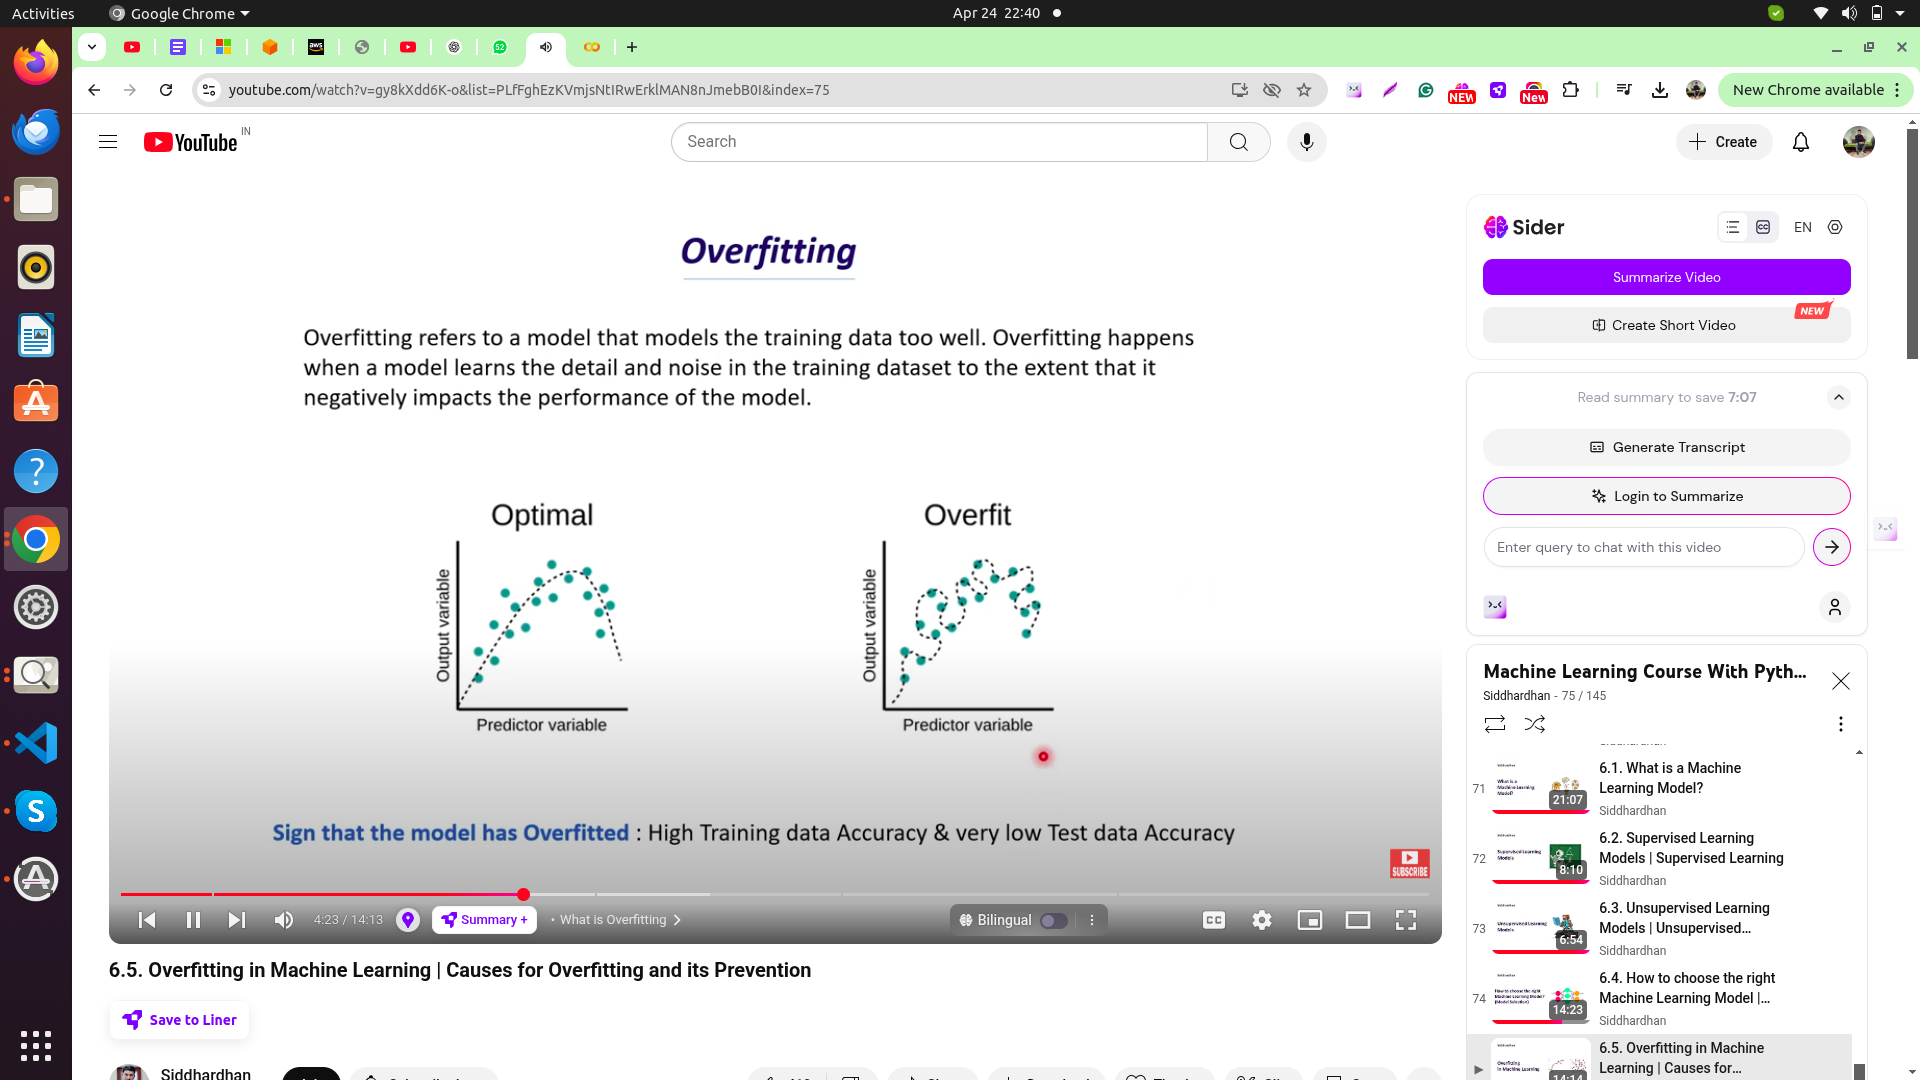 Activities
Google Chrome
Apr 24 22:40
52
aws
youtube.com/watch?v=gy8kXdd6K-o&list=PLfFghEzKVmjsNtIRwErklMAN8nJmebB0I&index=75
NEW
New
New Chrome available
YouTube IN
Search
Create
Overfitting
Overfitting refers to a model that models the training data too well. Overfitting happens
when a model learns the detail and noise in the training dataset to the extent that it
negatively impacts the performance of the model.
Optimal
Output variable
Predictor variable
Overfit
Output variable
Predictor variable
Sign that the model has Overfitted : High Training data Accuracy & very low Test data Accuracy
SUBSCRIBE
4:23 / 14:13
Summary +
• What is Overfitting
Bilingual
CC
6.5. Overfitting in Machine Learning | Causes for Overfitting and its Prevention
Save to Liner
Siddhardhan
Sider
EN
Summarize Video
NEW
Create Short Video
Read summary to save 7:07
Generate Transcript
Login to Summarize
Enter query to chat with this video
Machine Learning Course With Pyth...
Siddhardhan - 75 / 145
71
21:07
6.1. What is a Machine
Learning Model?
Siddhardhan
72
8:10
6.2. Supervised Learning
Models | Supervised Learning
Siddhardhan
73
6:54
6.3. Unsupervised Learning
Models | Unsupervised...
Siddhardhan
74
14:23
6.4. How to choose the right
Machine Learning Model |...
Siddhardhan
14:14
6.5. Overfitting in Machine
Learning | Causes for...